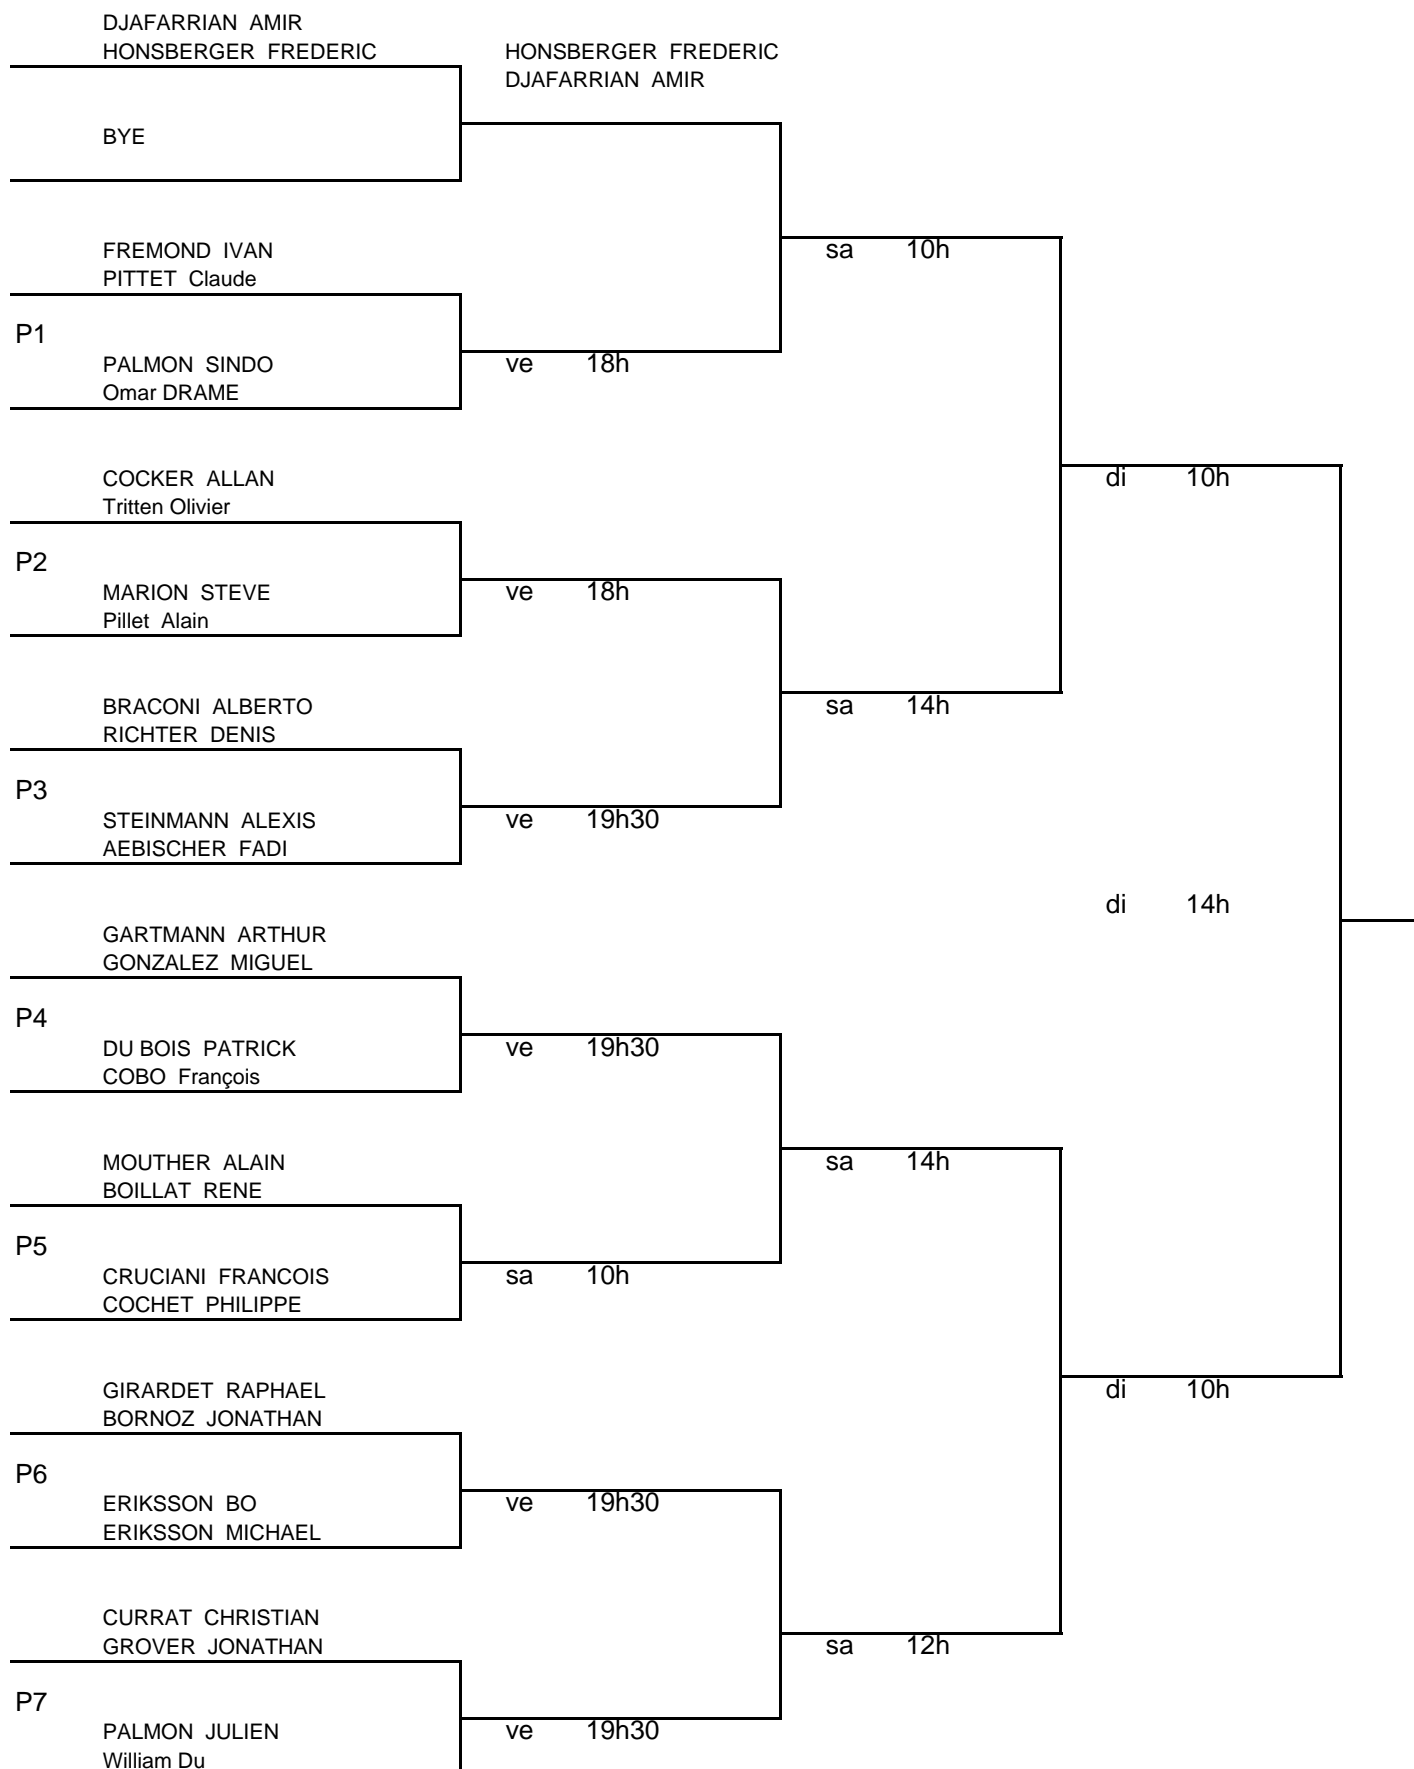 DJAFARRIAN AMIR
HONSBERGER FREDERIC
HONSBERGER FREDERIC
DJAFARRIAN AMIR
BYE
FREMOND IVAN
sa 10h
PITTET Claude
P1
PALMON SINDO
ve 18h
Omar DRAME
COCKER ALLAN
di 10h
Tritten Olivier
P2
MARION STEVE
ve 18h
Pillet Alain
BRACONI ALBERTO
sa 14h
RICHTER DENIS
P3
STEINMANN ALEXIS
ve 19h30
AEBISCHER FADI
di 14h
GARTMANN ARTHUR
GONZALEZ MIGUEL
P4
DU BOIS PATRICK
ve 19h30
COBO François
MOUTHER ALAIN
sa 14h
BOILLAT RENE
P5
CRUCIANI FRANCOIS
sa 10h
COCHET PHILIPPE
GIRARDET RAPHAEL
di 10h
BORNOZ JONATHAN
P6
ERIKSSON BO
ve 19h30
ERIKSSON MICHAEL
CURRAT CHRISTIAN
GROVER JONATHAN
sa 12h
P7
PALMON JULIEN
ve 19h30
William Du